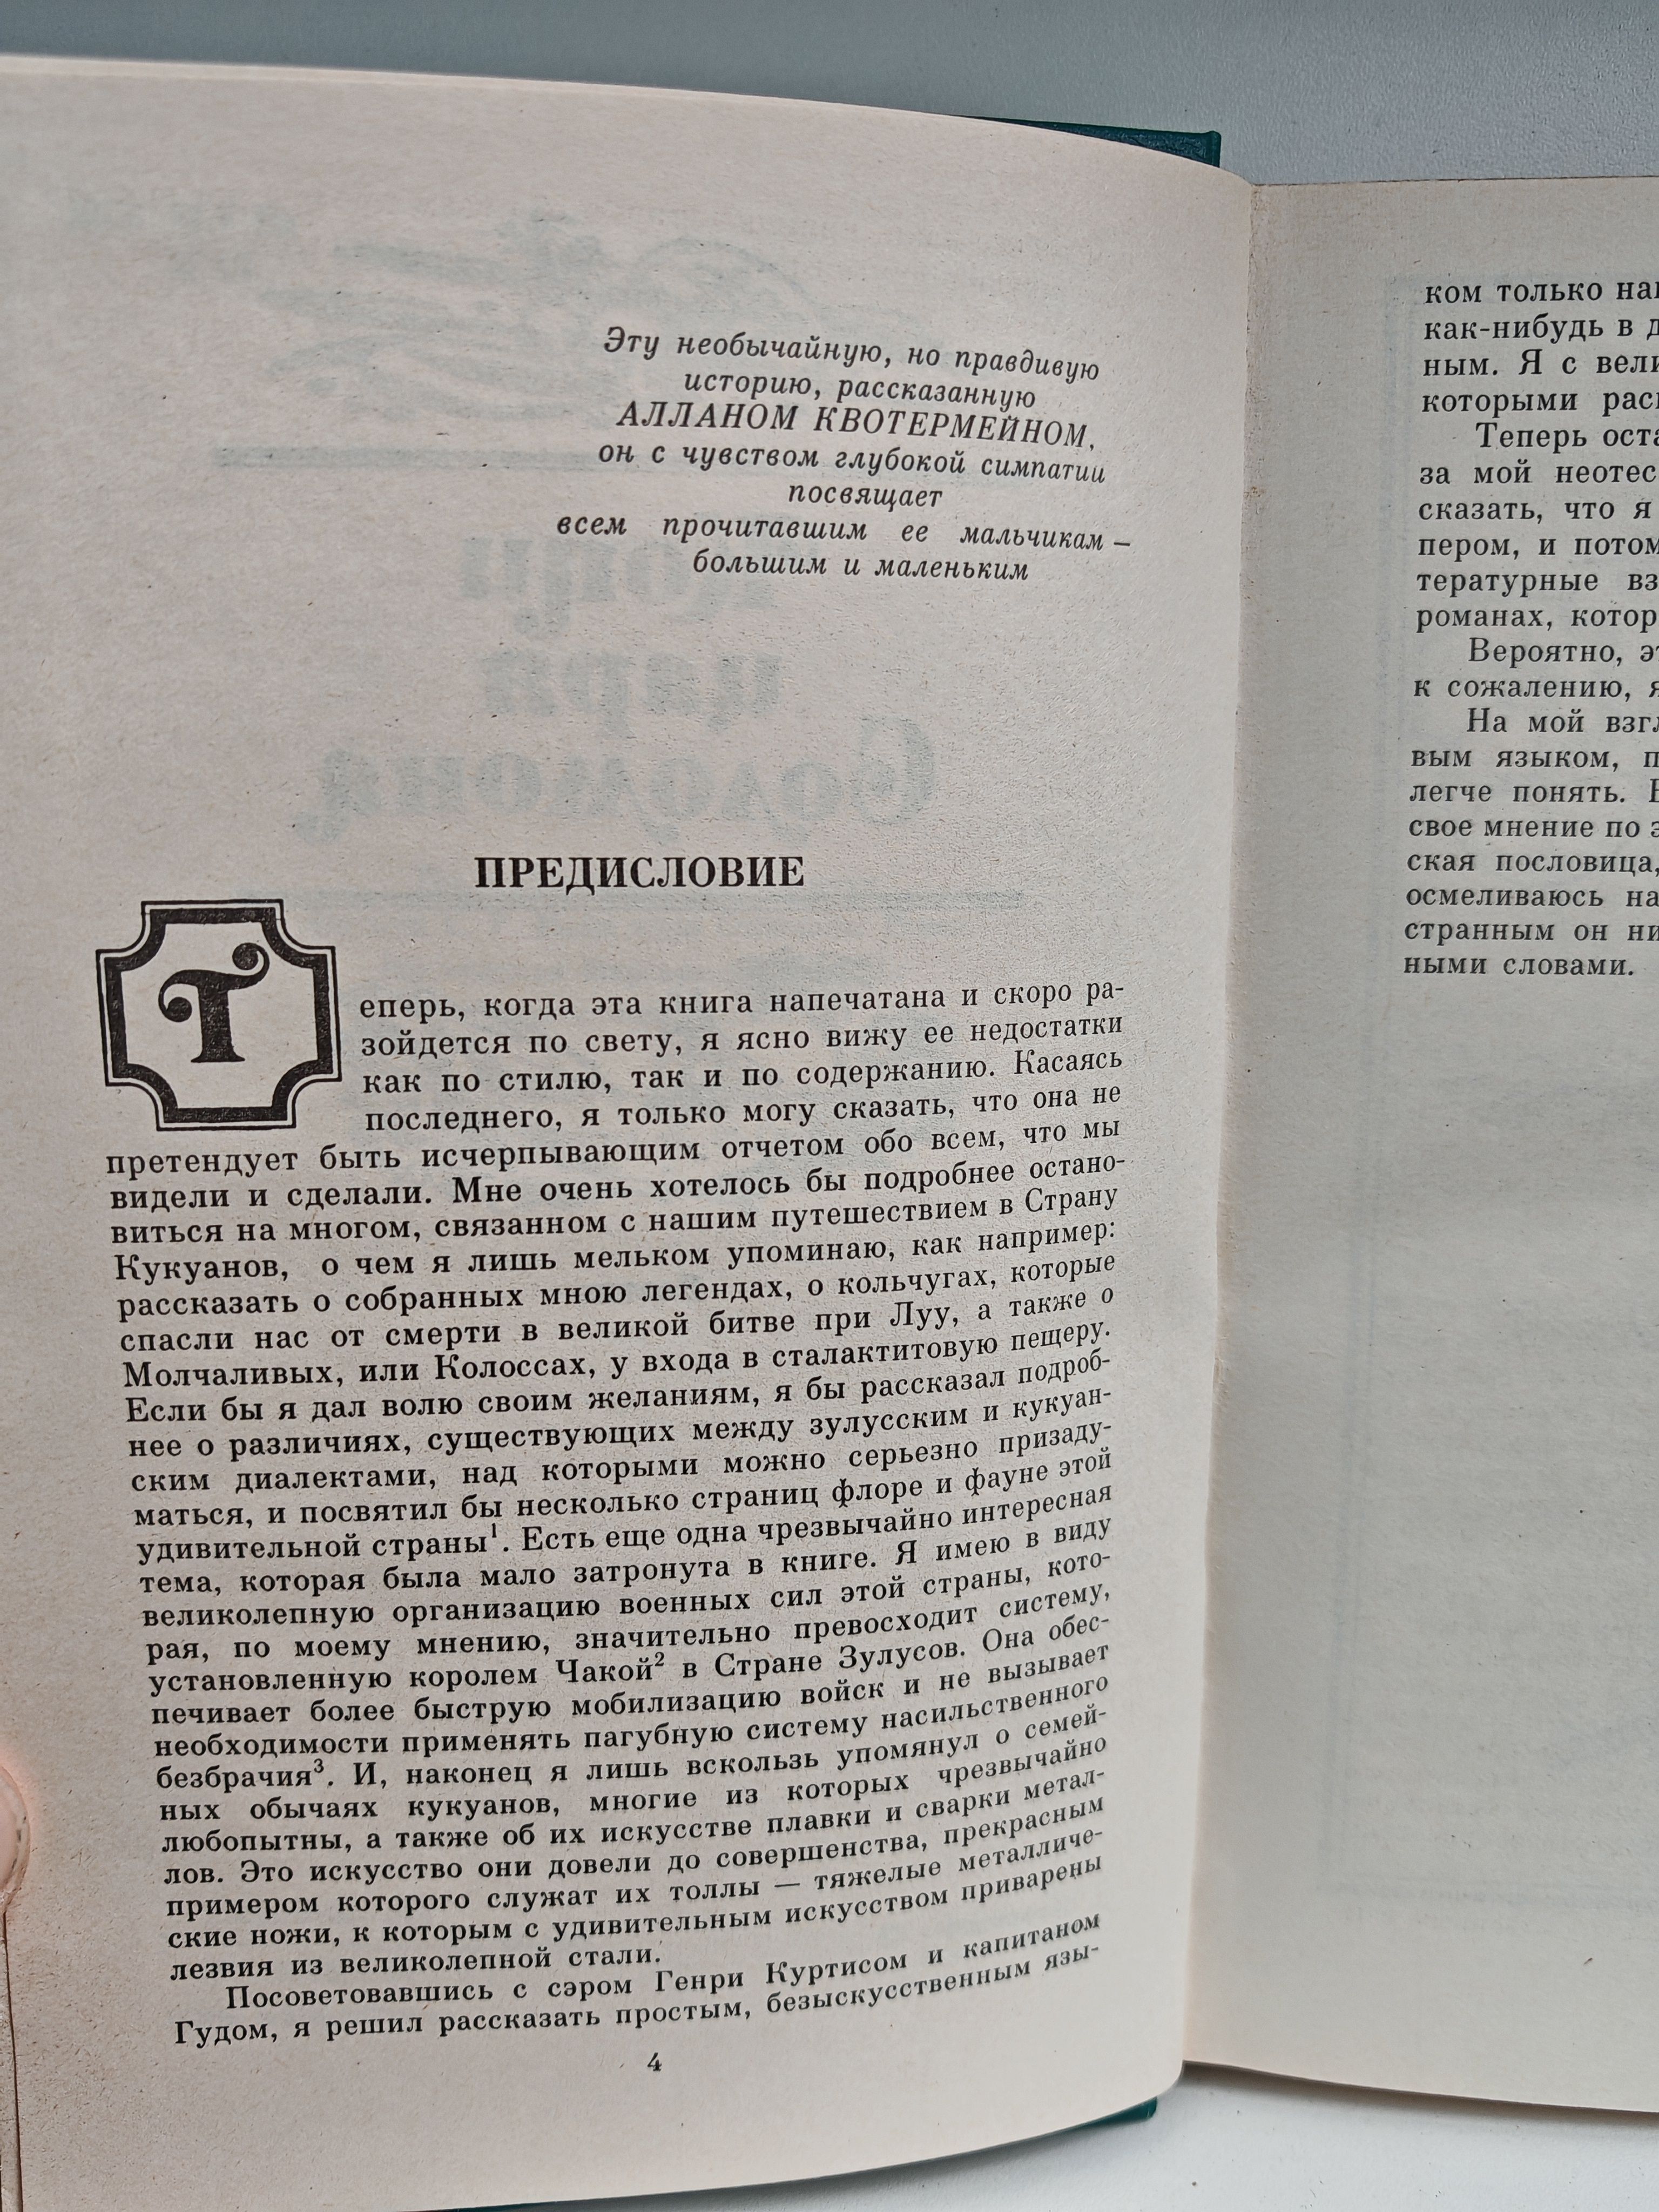 Эту необычайную, но правдивую
историю, рассказанную
АЛЛАНОМ КВОТЕРМЕЙНОМ,
он с чувством глубокой симпатии
посвящает
всем прочитавшим ее мальчикам –
большим и маленьким
ПРЕДИСЛОВИЕ
Теперь, когда эта книга напечатана и скоро ра-
зойдется по свету, я ясно вижу ее недостатки
как по стилю, так и по содержанию. Касаясь
последнего, я только могу сказать, что она не
претендует быть исчерпывающим отчетом обо всем, что мы
видели и сделали. Мне очень хотелось бы подробнее остано-
виться на многом, связанном с нашим путешествием в Страну
Кукуанов, о чем я лишь мельком упоминаю, как например:
рассказать о собранных мною легендах, о кольчугах, которые
спасли нас от смерти в великой битве при Луу, а также о
Молчаливых, или Колоссах, у входа в сталактитовую пещеру.
Если бы я дал волю своим желаниям, я бы рассказал подроб-
нее о различиях, существующих между зулусским и кукуан-
ским диалектами, над которыми можно серьезно призаду-
маться, и посвятил бы несколько страниц флоре и фауне этой
удивительной страны¹. Есть еще одна чрезвычайно интересная
тема, которая была мало затронута в книге. Я имею в виду
великолепную организацию военных сил этой страны, кото-
рая, по моему мнению, значительно превосходит систему,
установленную королем Чакой² в Стране Зулусов. Она обес-
печивает более быструю мобилизацию войск и не вызывает
необходимости применять пагубную систему насильственного
безбрачия³. И, наконец я лишь вскользь упомянул о семей-
ных обычаях кукуанов, многие из которых чрезвычайно
любопытны, а также об их искусстве плавки и сварки метал-
лов. Это искусство они довели до совершенства, прекрасным
примером которого служат их толлы — тяжелые металличе-
ские ножи, к которым с удивительным искусством приварены
лезвия из великолепной стали.
Посоветовавшись с сэром Генри Куртисом и капитаном
Гудом, я решил рассказать простым, безыскусственным язы-
4
ком только
как-нибудь в
ным. Я с
которыми
Теперь
за мой
сказать, что я
пером, и
тературные
романах,
Вероятно,
к сожалению,
На мой
вым языком,
легче понять.
свое мнение по
ская пословица,
осмеливаюсь
странным он
ными словами.